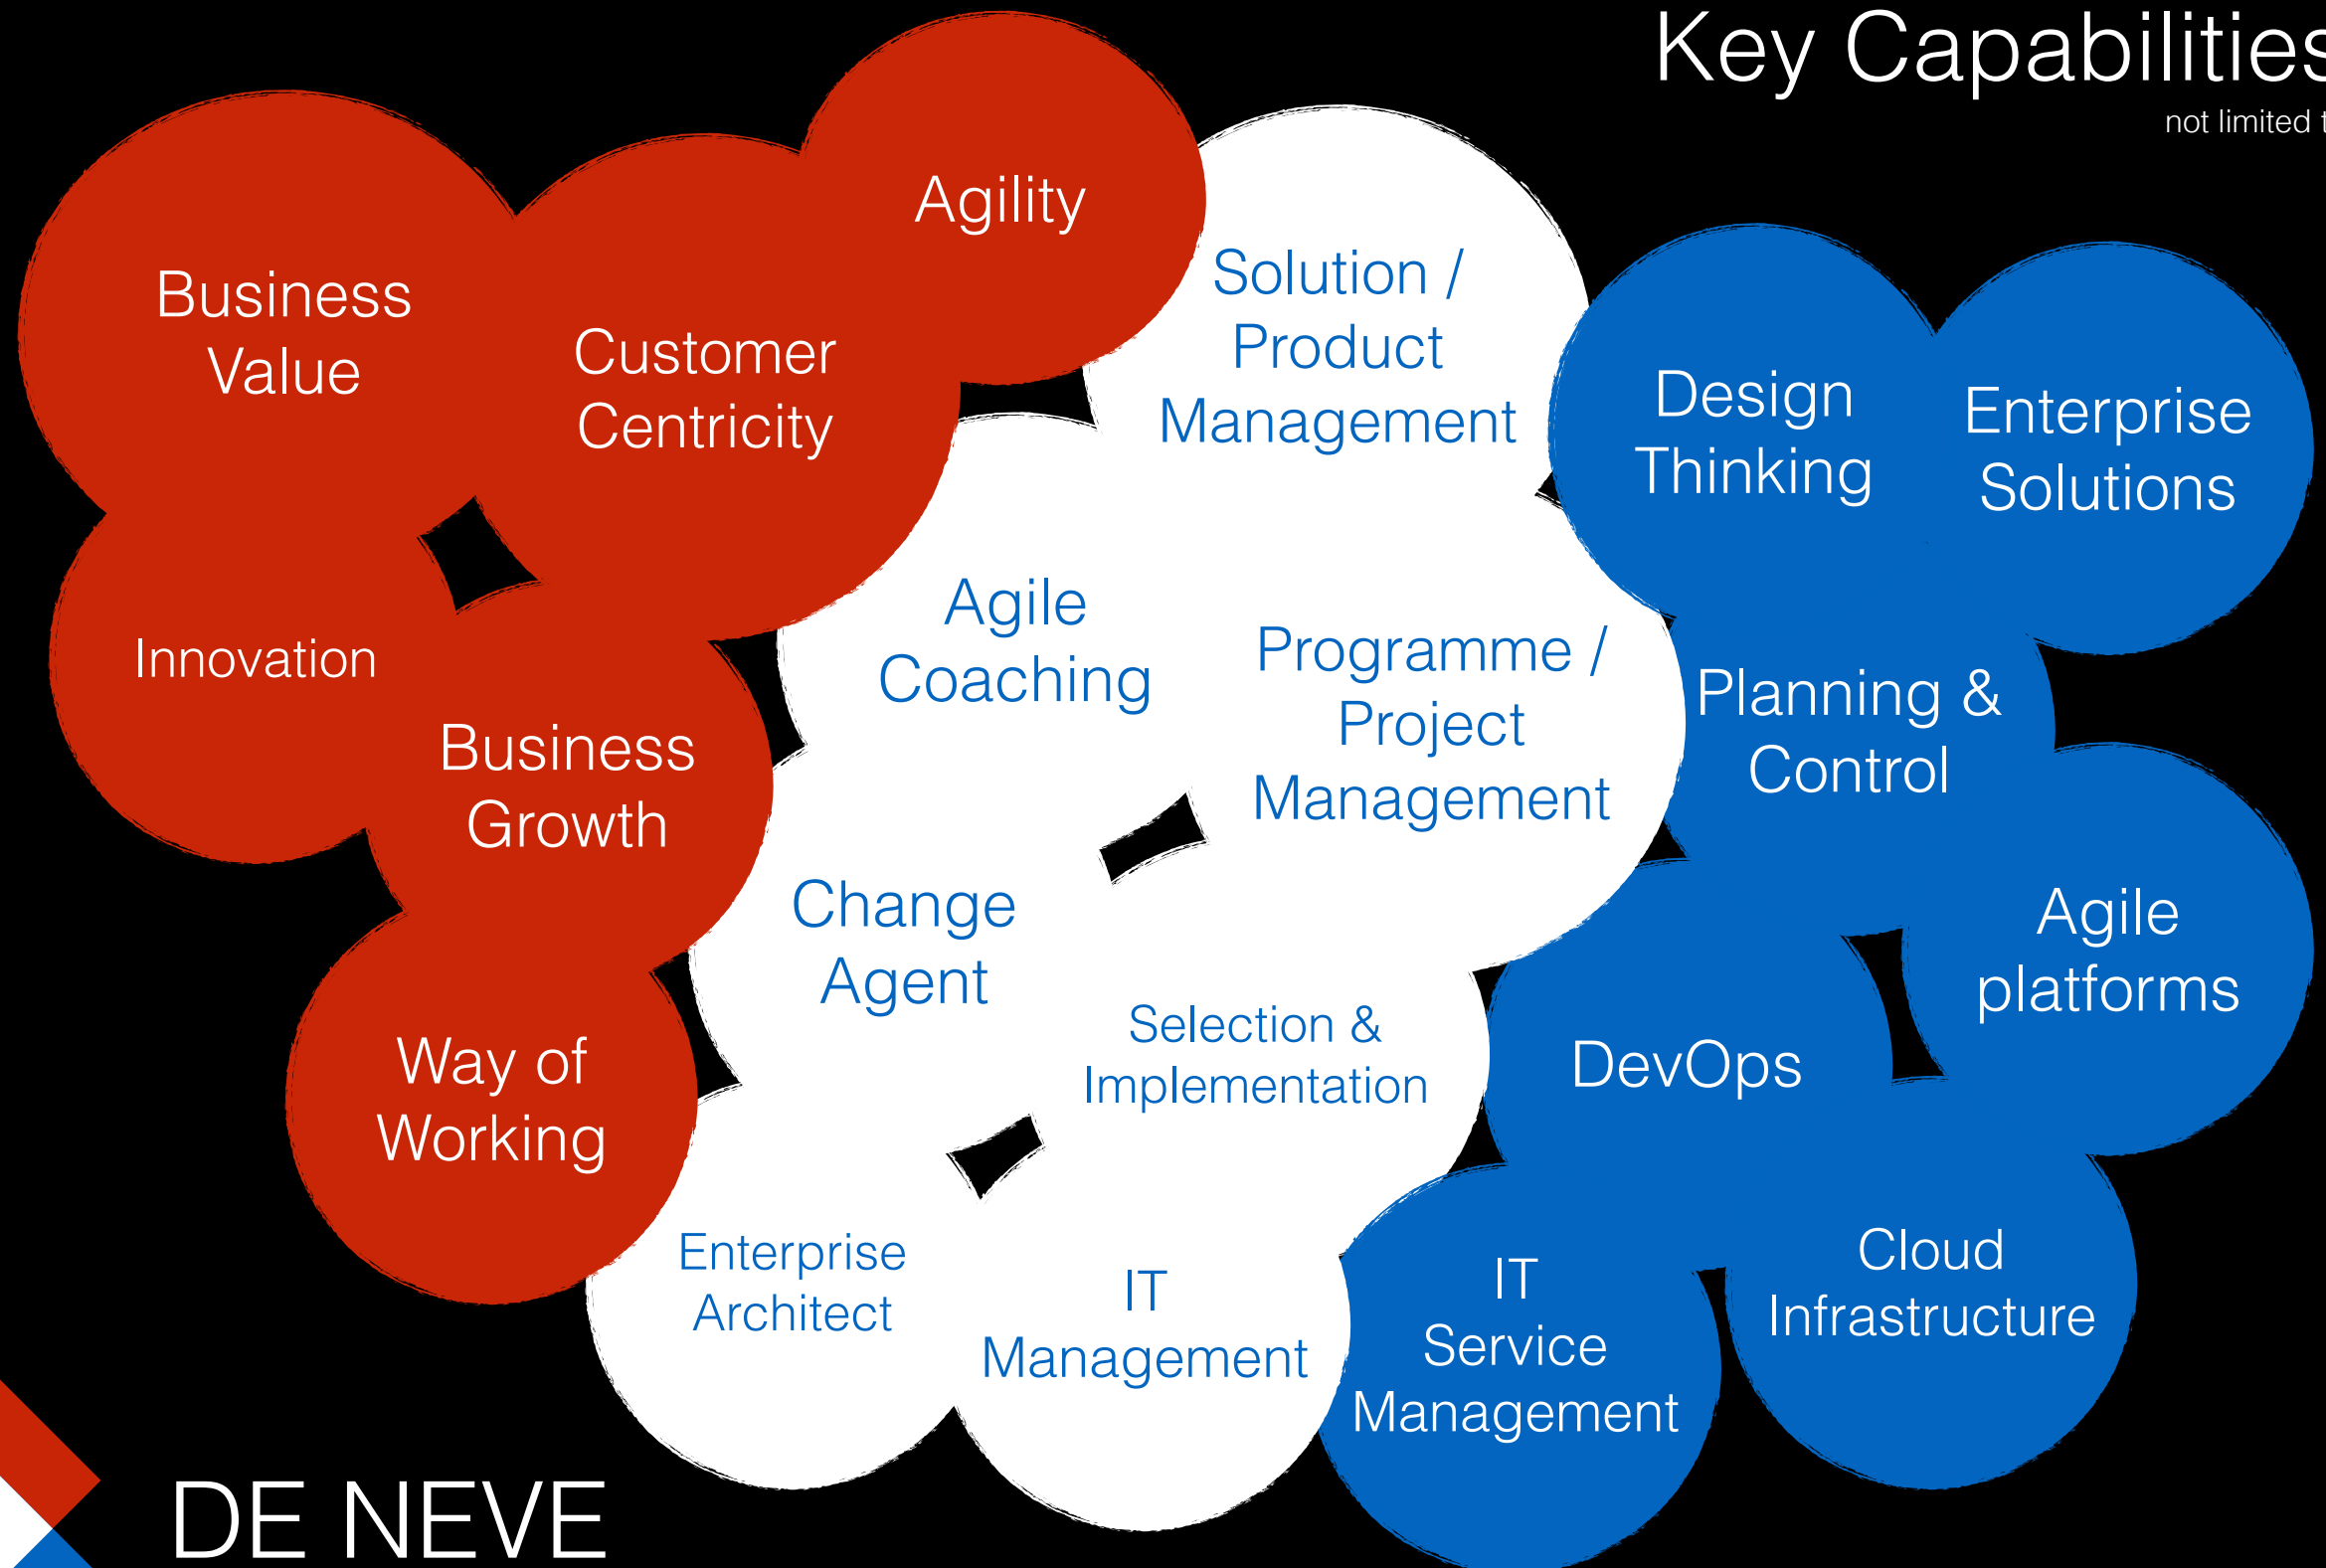 Key Capabilities
not limited t
Agility
Business
Value
Customer
Centricity
Solution /
Product
Management
Design
Thinking
Enterprise
Solutions
Innovation
Agile
Coaching
Programme /
Project
Management
Planning &
Control
Business
Growth
Change
Agent
Agile
platforms
Selection &
Implementation
DevOps
Way of
Working
Enterprise
Architect
IT
Management
IT
Service
Management
Cloud
Infrastructure
DE NEVE